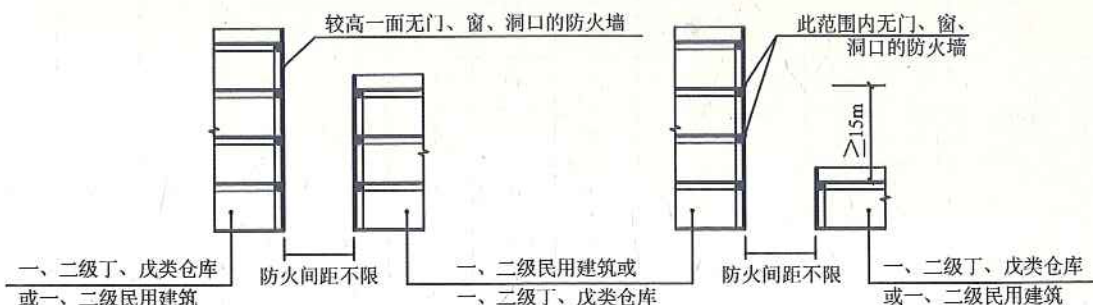 较高一面无门、窗、洞口的防火墙
此范围内无门、窗、
洞口的防火墙
≥15m
一、二级丁、戊类仓库
或一、二级民用建筑
防火间距不限
一、二级民用建筑或
一、二级丁、戊类仓库
防火间距不限
一、二级丁、戊类仓库
或一、二级民用建筑